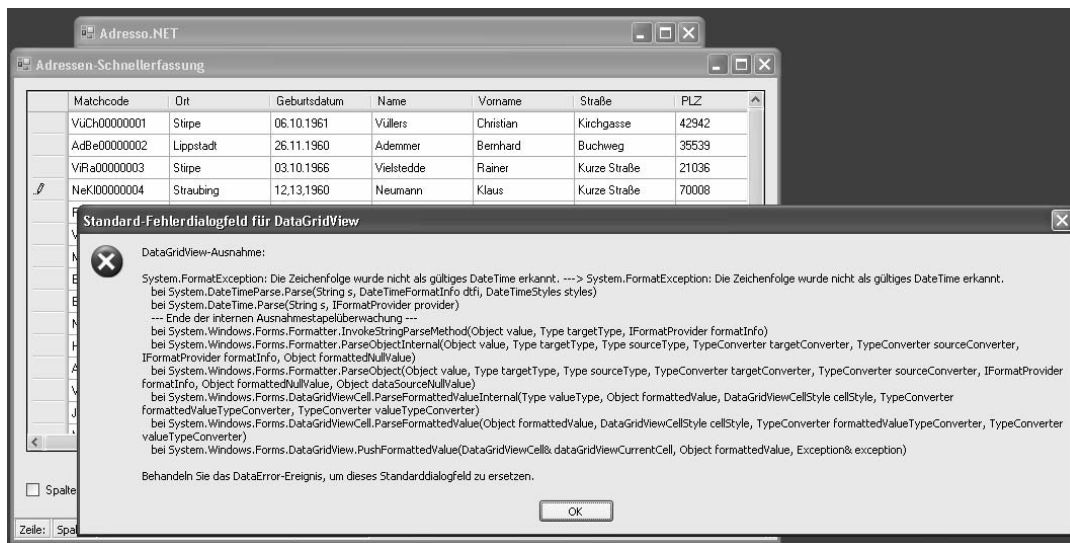 Adresso.NET
Adressen-Schnellerfassung
Matchcode Ort Geburtsdatum Name Vorname Straße PLZ
VüCh00000001 Stirpe 06.10.1961 Vüllers Christian Kirchgasse 42942
AdBe00000002 Lippstadt 26.11.1960 Ademmer Bernhard Buchweg 35539
ViRa00000003 Stirpe 03.10.1966 Vielstedde Rainer Kurze Straße 21036
NeKl00000004 Straubing 12,13,1960 Neumann Klaus Kurze Straße 70008
Standard-Fehlerdialogfeld für DataGridView
DataGridView-Ausnahme:
System.FormatException: Die Zeichenfolge wurde nicht als gültiges DateTime erkannt. ---> System.FormatException: Die Zeichenfolge wurde nicht als gültiges DateTime erkannt.
bei System.DateTimeParse.Parse(String s, DateTimeFormatInfo dtfi, DateTimeStyles styles)
bei System.DateTime.Parse(String s, IFormatProvider provider)
--- Ende der internen Ausnahmestapelüberwachung ---
bei System.Windows.Forms.Formatter.InvokeStringParseMethod(Object value, Type targetType, IFormatProvider formatInfo)
bei System.Windows.Forms.Formatter.ParseObjectInternal(Object value, Type targetType, Type sourceType, TypeConverter targetConverter, TypeConverter sourceConverter,
IFormatProvider formatInfo, Object formattedNullValue)
bei System.Windows.Forms.Formatter.ParseObject(Object value, Type targetType, Type sourceType, TypeConverter targetConverter, TypeConverter sourceConverter, IFormatProvider
formatInfo, Object formattedNullValue, Object dataSourceNullValue)
bei System.Windows.Forms.DataGridViewCell.ParseFormattedValueInternal(Type valueType, Object formattedValue, DataGridViewCellStyle cellStyle, TypeConverter
formattedValueTypeConverter, TypeConverter valueTypeConverter)
bei System.Windows.Forms.DataGridViewCell.ParseFormattedValue(Object formattedValue, DataGridViewCellStyle cellStyle, TypeConverter formattedValueTypeConverter, TypeConverter
valueTypeConverter)
bei System.Windows.Forms.DataGridView.PushFormattedValue(DataGridViewCell& dataGridViewCurrentCell, Object formattedValue, Exception& exception)
Behandeln Sie das DataError-Ereignis, um dieses Standarddialogfeld zu ersetzen.
OK
Spalte
Zeile: Spal